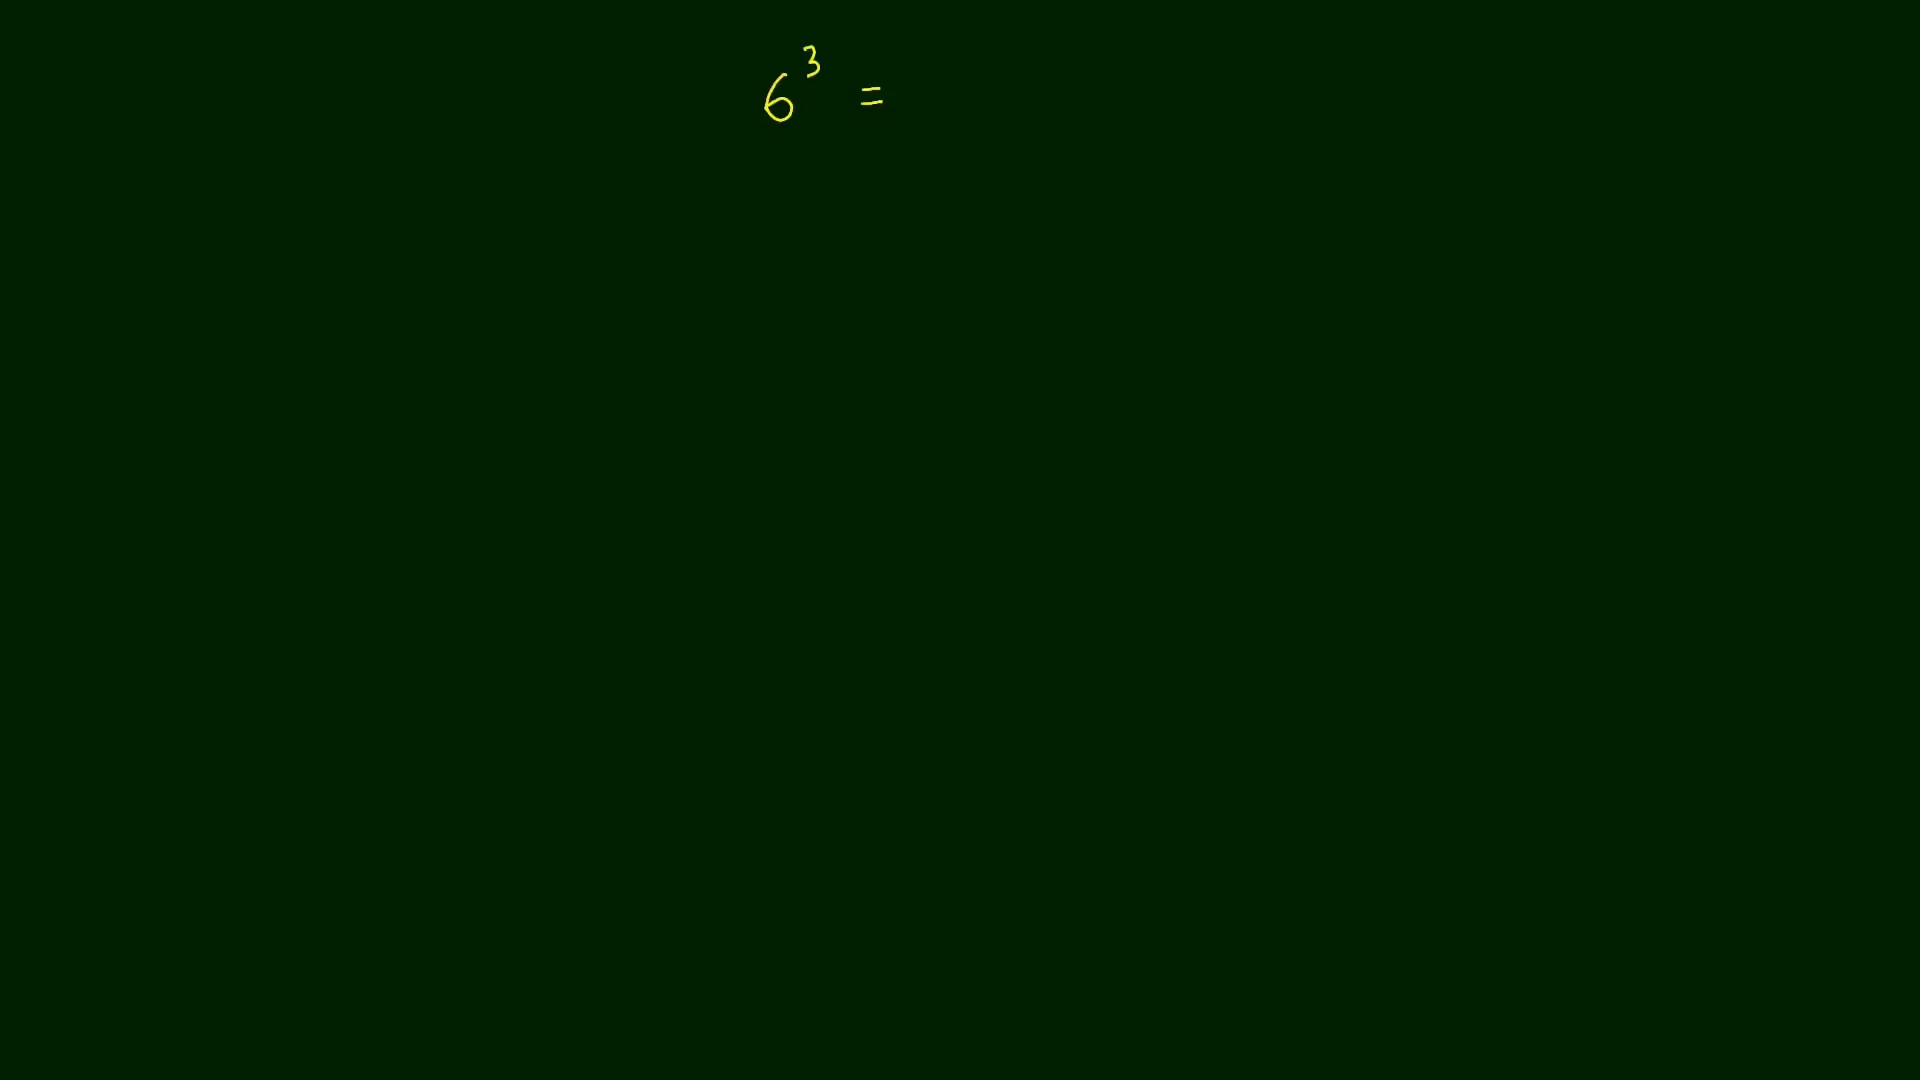 6³ =